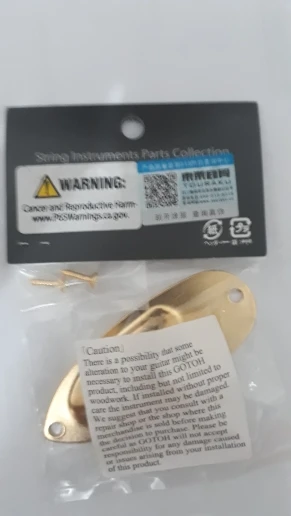 String Instruments Parts Collection
WARNING:
Cancer and Reproductive Harm-
www.P65Warnings.ca.gov.
TOURAKU
「Caution」
There is a possibility that some
alteration to your guitar might be
necessary to install this GOTOH
product, including but not limited to
woodwork. If installed without proper
care the instrument may be damaged.
We suggest that you consult with a
repair shop or the shop where this
merchandise is sold before making
the decision to purchase. Please be
careful as GOTOH will not accept
responsibility for any damage caused
or issues arising from your installation
of this product.